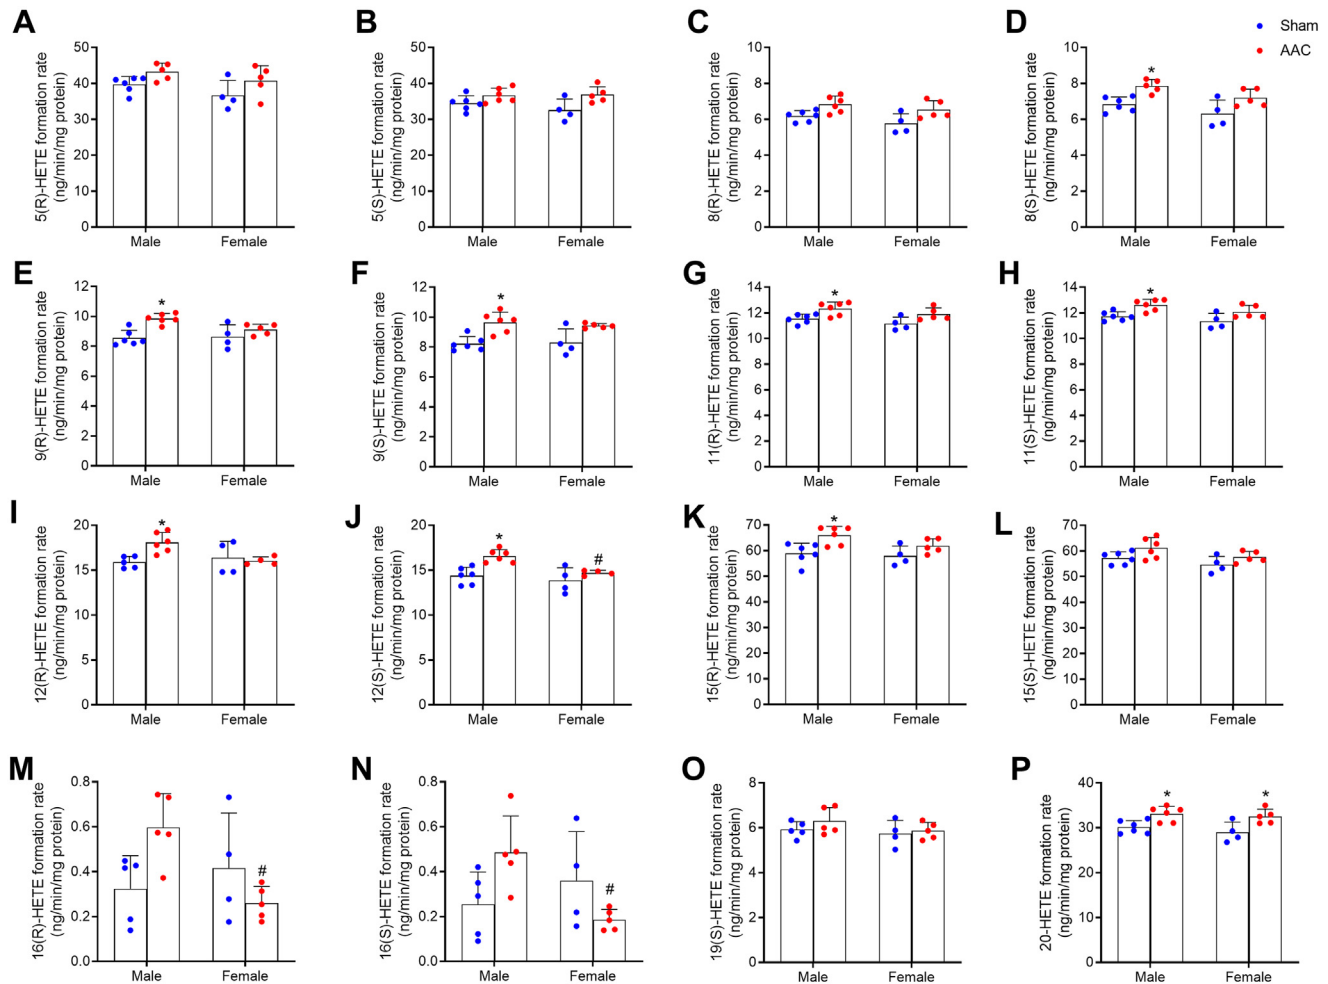 A
5(R)-HETE formation rate
(ng/min/mg protein)
50
40
30
20
10
0
Male
Female
B
5(S)-HETE formation rate
(ng/min/mg protein)
50
40
30
20
10
0
Male
Female
C
8(R)-HETE formation rate
(ng/min/mg protein)
10
8
6
4
2
0
Male
Female
D
8(S)-HETE formation rate
(ng/min/mg protein)
10
8
6
4
2
0
*
Male
Female
Sham
AAC
E
9(R)-HETE formation rate
(ng/min/mg protein)
12
10
8
6
4
2
0
*
Male
Female
F
9(S)-HETE formation rate
(ng/min/mg protein)
12
10
8
6
4
2
0
*
Male
Female
G
11(R)-HETE formation rate
(ng/min/mg protein)
14
12
10
8
6
4
2
0
*
Male
Female
H
11(S)-HETE formation rate
(ng/min/mg protein)
14
12
10
8
6
4
2
0
*
Male
Female
I
12(R)-HETE formation rate
(ng/min/mg protein)
20
15
10
5
0
*
Male
Female
J
12(S)-HETE formation rate
(ng/min/mg protein)
20
15
10
5
0
*
#
Male
Female
K
15(R)-HETE formation rate
(ng/min/mg protein)
70
60
50
40
30
20
10
0
*
Male
Female
L
15(S)-HETE formation rate
(ng/min/mg protein)
70
60
50
40
30
20
10
0
Male
Female
M
16(R)-HETE formation rate
(ng/min/mg protein)
0.8
0.6
0.4
0.2
0.0
#
Male
Female
N
16(S)-HETE formation rate
(ng/min/mg protein)
0.8
0.6
0.4
0.2
0.0
#
Male
Female
O
19(S)-HETE formation rate
(ng/min/mg protein)
8
6
4
2
0
Male
Female
P
20-HETE formation rate
(ng/min/mg protein)
40
30
20
10
0
*
*
Male
Female